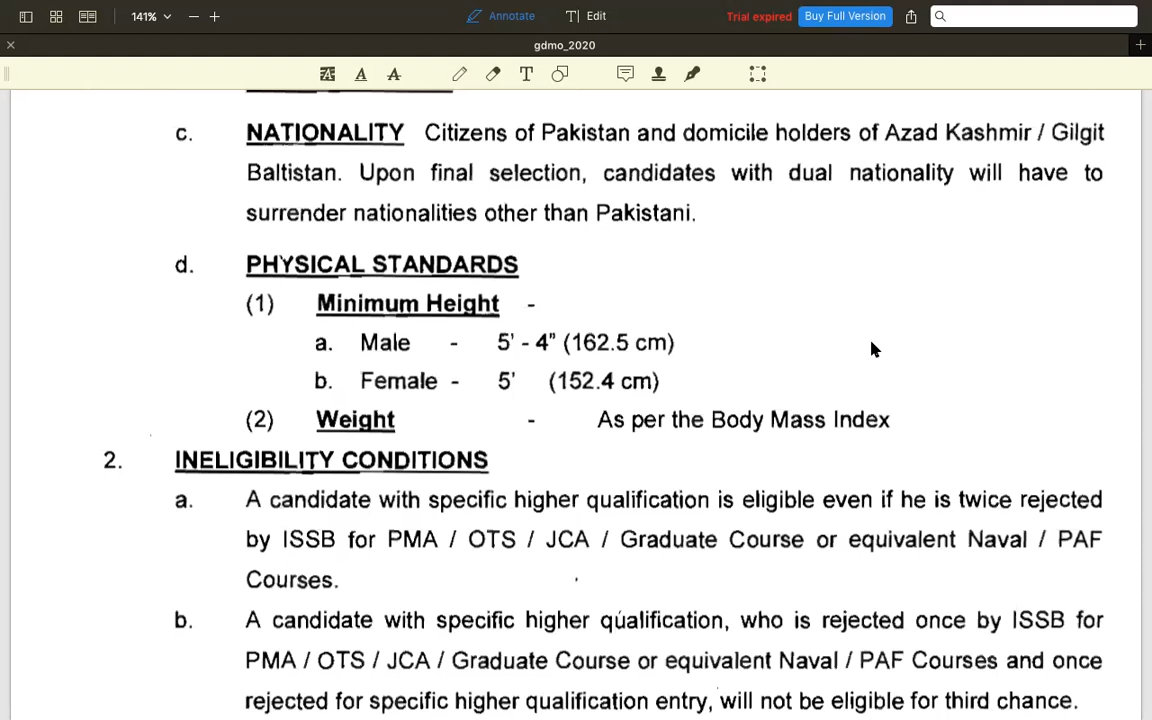 141%
Annotate
Edit
Trial expired
Buy Full Version
gdmo_2020
c. NATIONALITY Citizens of Pakistan and domicile holders of Azad Kashmir / Gilgit
Baltistan. Upon final selection, candidates with dual nationality will have to
surrender nationalities other than Pakistani.
d. PHYSICAL STANDARDS
(1) Minimum Height -
a. Male - 5' - 4" (162.5 cm)
b. Female - 5' (152.4 cm)
(2) Weight - As per the Body Mass Index
2. INELIGIBILITY CONDITIONS
a. A candidate with specific higher qualification is eligible even if he is twice rejected
by ISSB for PMA / OTS / JCA / Graduate Course or equivalent Naval / PAF
Courses.
b. A candidate with specific higher qualification, who is rejected once by ISSB for
PMA / OTS / JCA / Graduate Course or equivalent Naval / PAF Courses and once
rejected for specific higher qualification entry, will not be eligible for third chance.